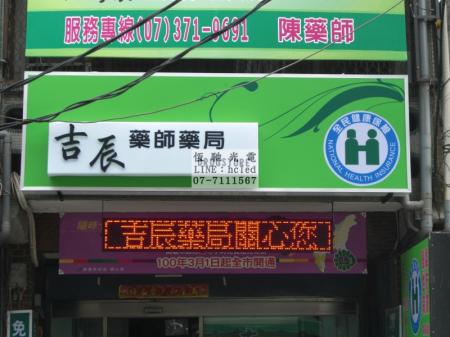 服務專線(07)371-9691 陳藥師
吉辰 藥師藥局
DRUGSTORE
恆馳光電
LINE:hcled
07-7111567
全民健康保險
NATIONAL HEALTH INSURANCE
吉辰藥局關心您
100年3月1日起全市開通
免